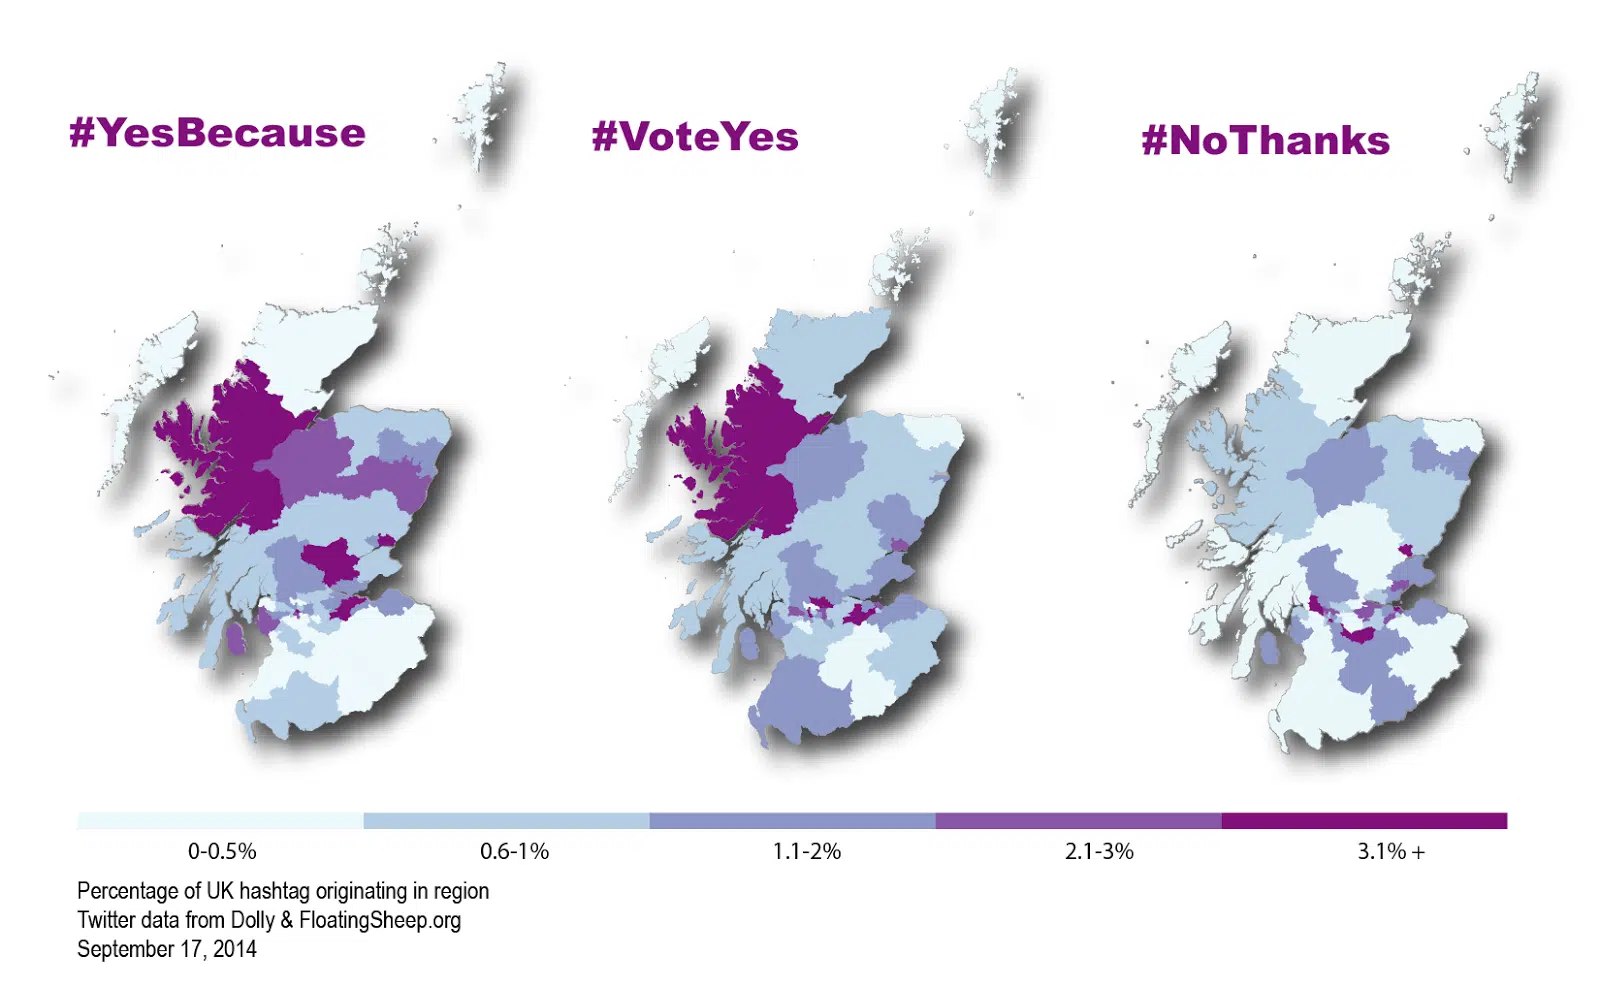 #YesBecause
#VoteYes
#NoThanks
0-0.5%
0.6-1%
1.1-2%
2.1-3%
3.1% +
Percentage of UK hashtag originating in region
Twitter data from Dolly & FloatingSheep.org
September 17, 2014